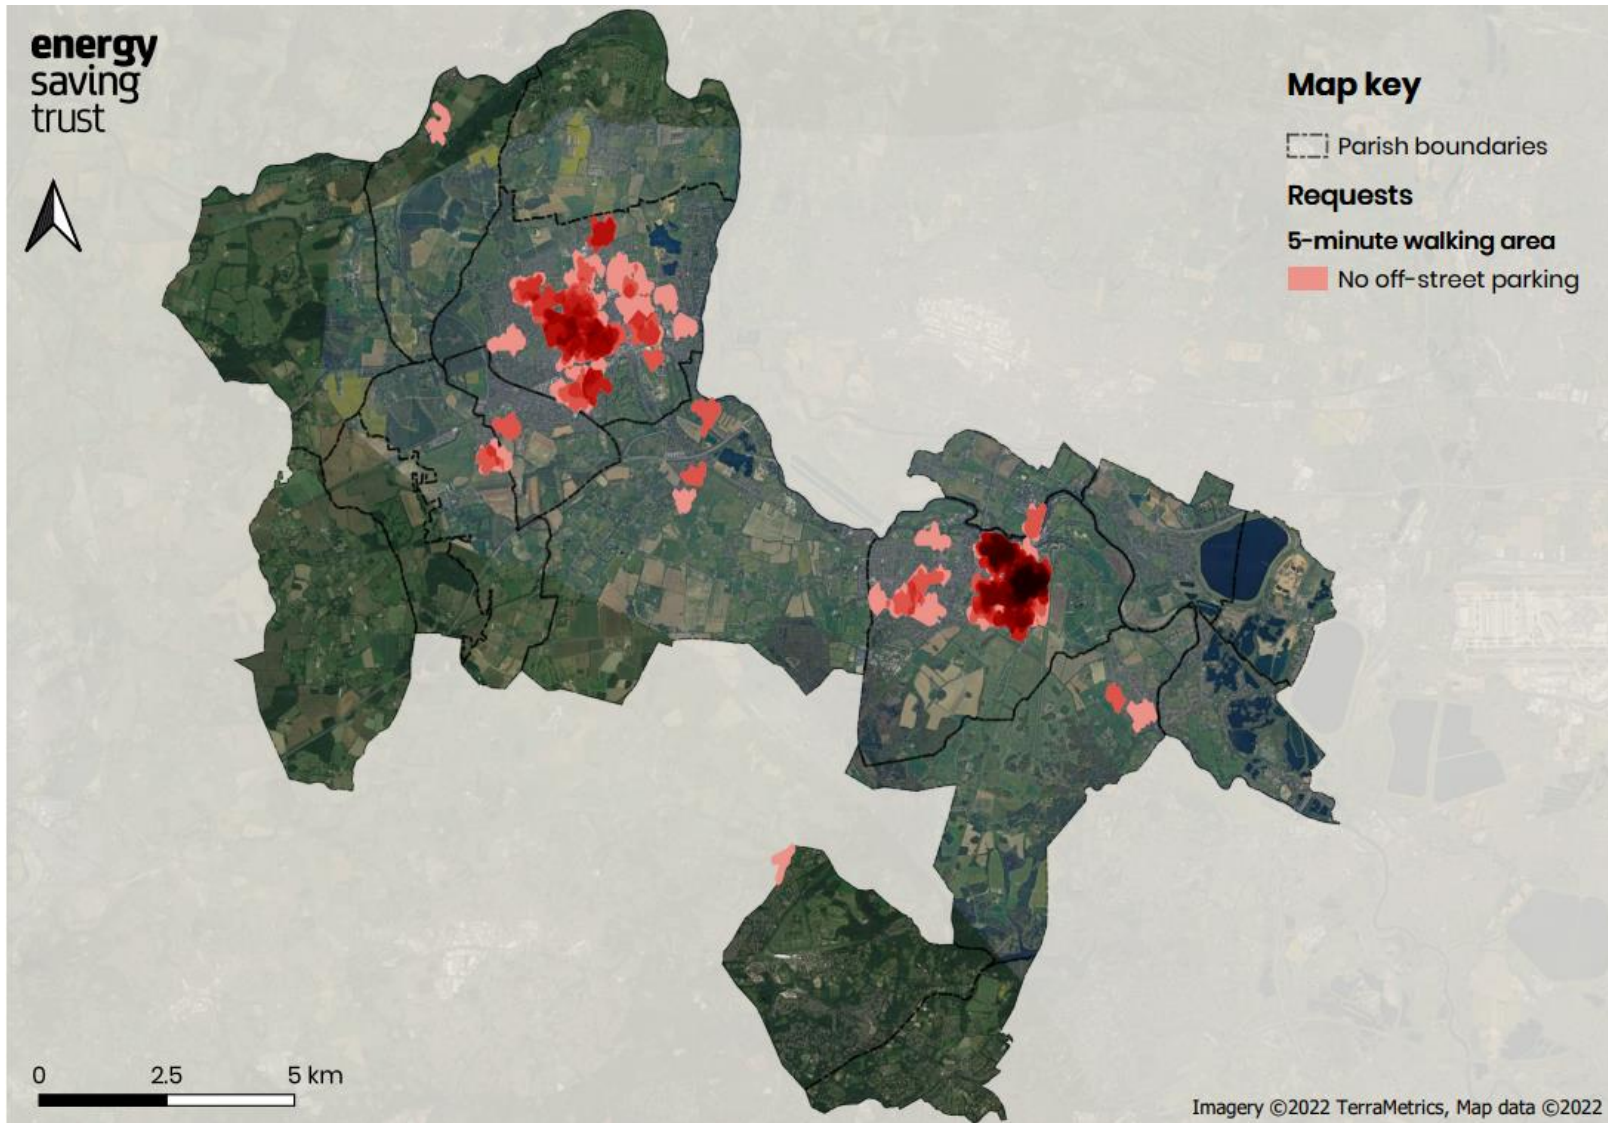 energy
saving
trust
Map key
Parish boundaries
Requests
5-minute walking area
No off-street parking
0 2.5 5 km
Imagery ©2022 TerraMetrics, Map data ©2022